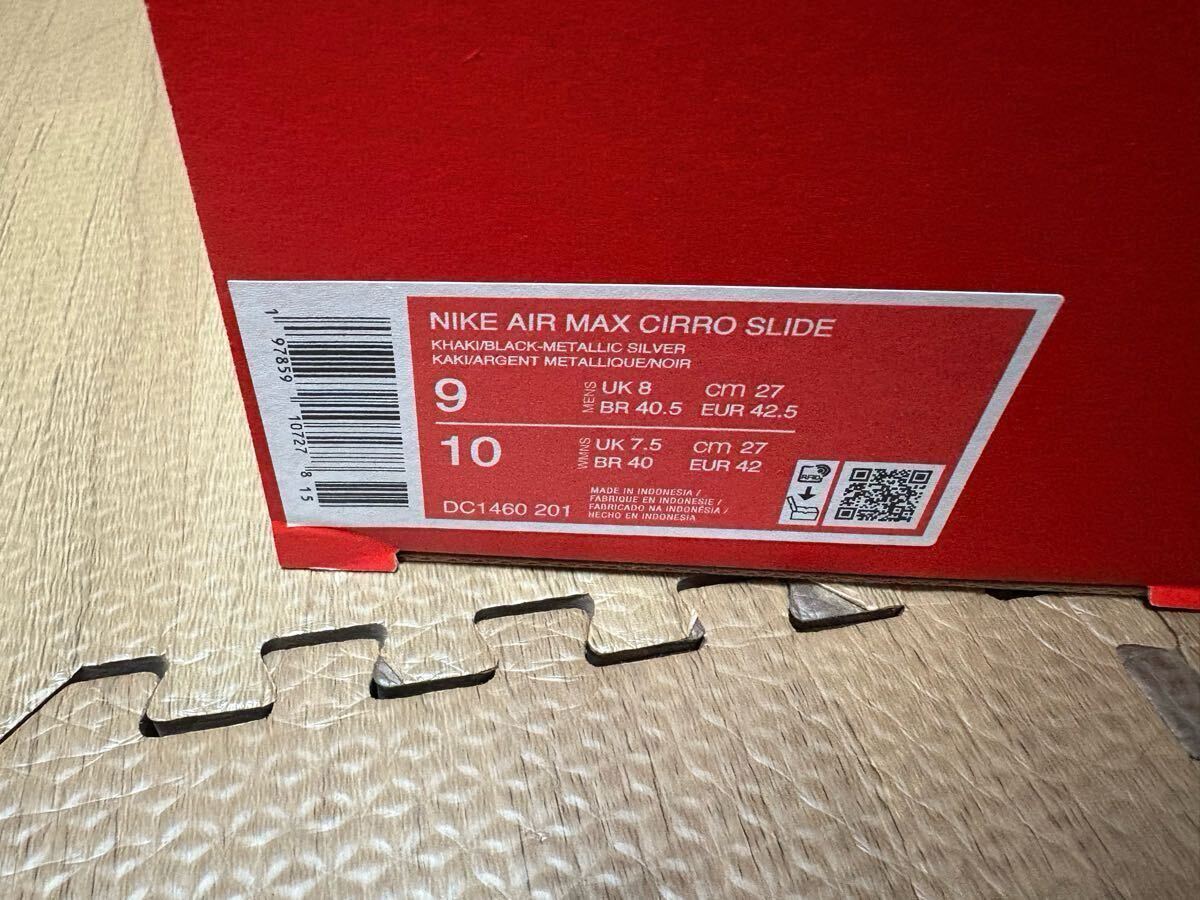 NIKE AIR MAX CIRRO SLIDE
KHAKI/BLACK-METALLIC SILVER
KAKI/ARGENT METALLIQUE/NOIR
9
MENS
UK 8 cm 27
BR 40.5 EUR 42.5
10
WMNS
UK 7.5 cm 27
BR 40 EUR 42
DC1460 201
MADE IN INDONESIA /
FABRIQUE EN INDONESIE /
FABRICADO NA INDONÉSIA /
HECHO EN INDONESIA
RFID
1 97859 10727 8 15